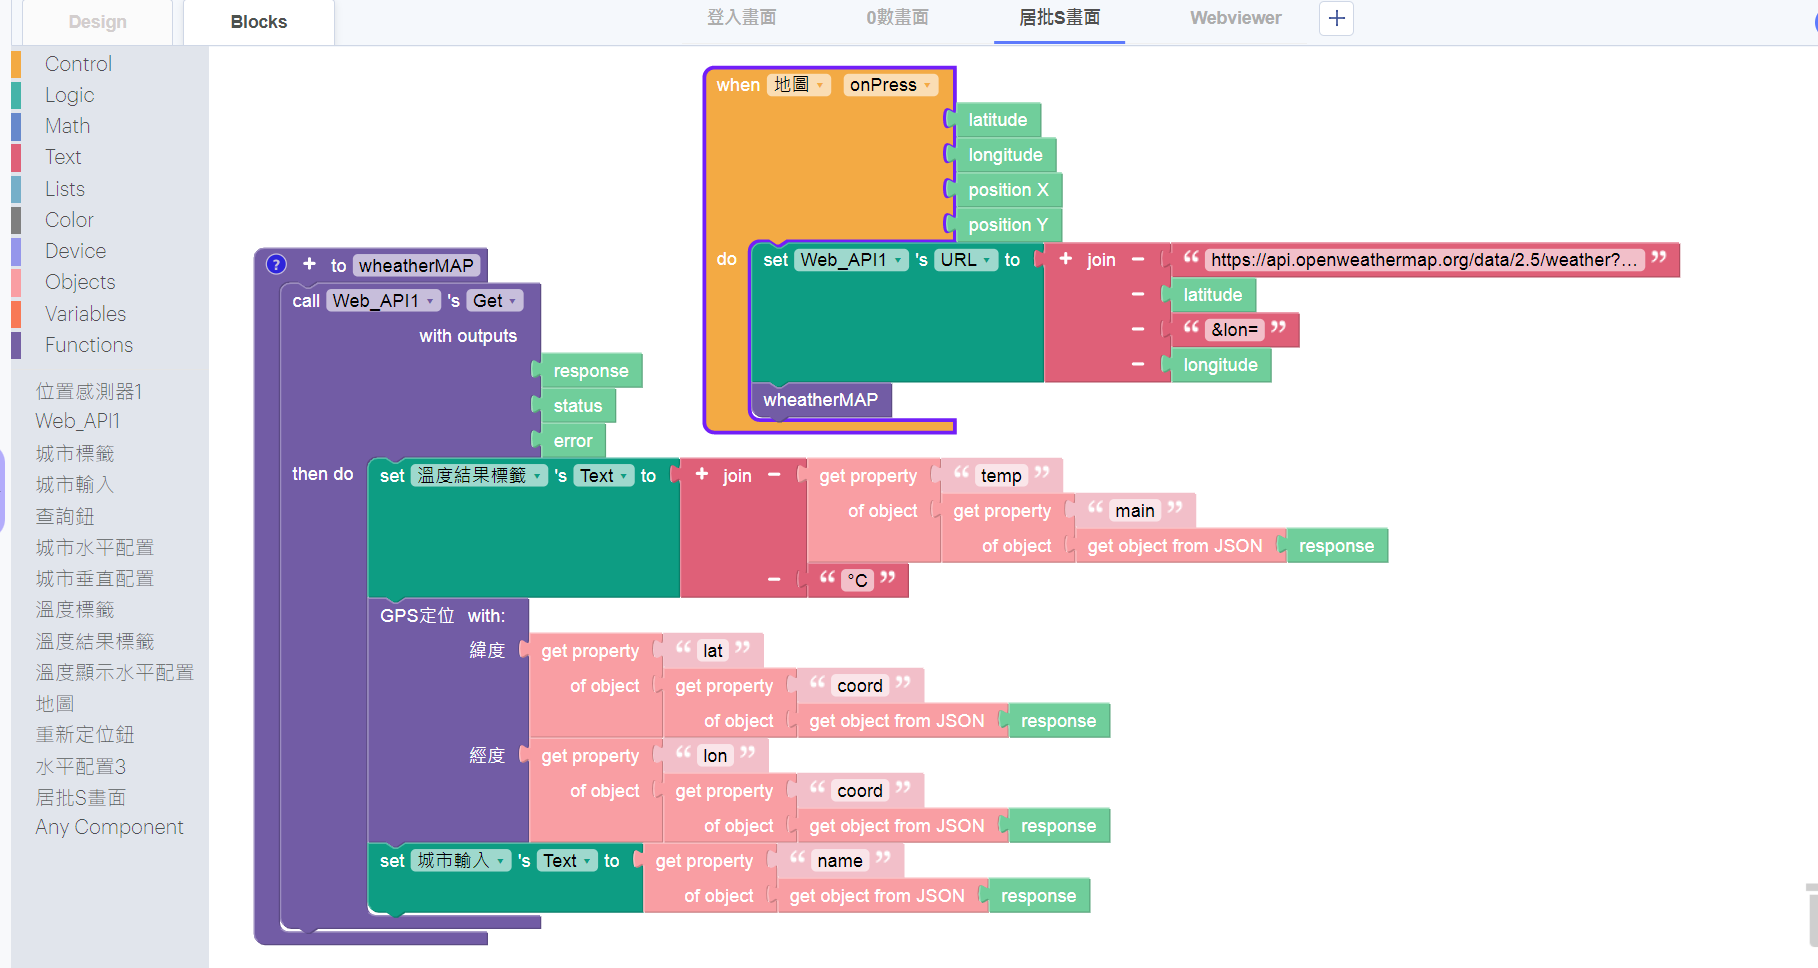 Design
Blocks
登入畫面
0數畫面
居批S畫面
Webviewer
+
Control
Logic
Math
Text
Lists
Color
Device
Objects
Variables
Functions
位置感測器1
Web_API1
城市標籤
城市輸入
查詢鈕
城市水平配置
城市垂直配置
溫度標籤
溫度結果標籤
溫度顯示水平配置
地圖
重新定位鈕
水平配置3
居批S畫面
Any Component
when 地圖 onPress
latitude
longitude
position X
position Y
do set Web_API1 's URL to + join − “ https://api.openweathermap.org/data/2.5/weather?... ”
− latitude
− “ &lon= ”
− longitude
wheatherMAP
? + to wheatherMAP
call Web_API1 's Get
with outputs
response
status
error
then do set 溫度結果標籤 's Text to + join − get property “ temp ”
of object get property “ main ”
of object get object from JSON response
− “ °C ”
GPS定位 with:
緯度 get property “ lat ”
of object get property “ coord ”
of object get object from JSON response
經度 get property “ lon ”
of object get property “ coord ”
of object get object from JSON response
set 城市輸入 's Text to get property “ name ”
of object get object from JSON response